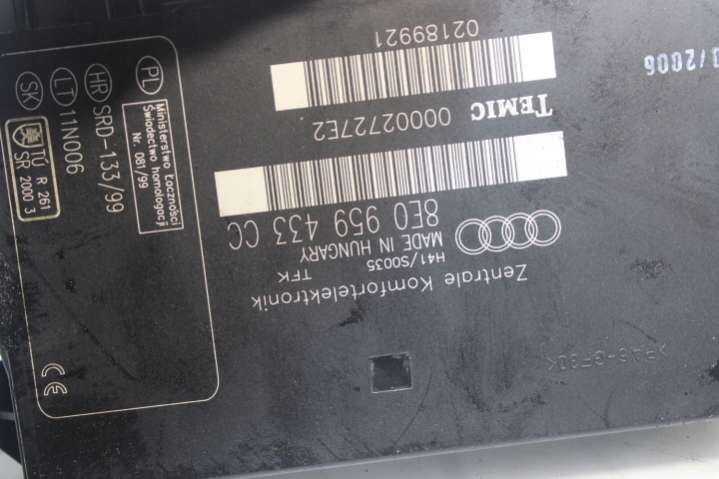 Zentrale Komfortelektronik
TFK
H41/S0035
MADE IN HUNGARY
8E0 959 433 CC
TEMIC 00002727E2
02189921
/2006
PL
Ministerstwo Łączności
Świadectwo homologacji
Nr. 081/99
HR SRD-133/99
LT 11N006
SK
TÚ R 261
SR 2000 3
CE